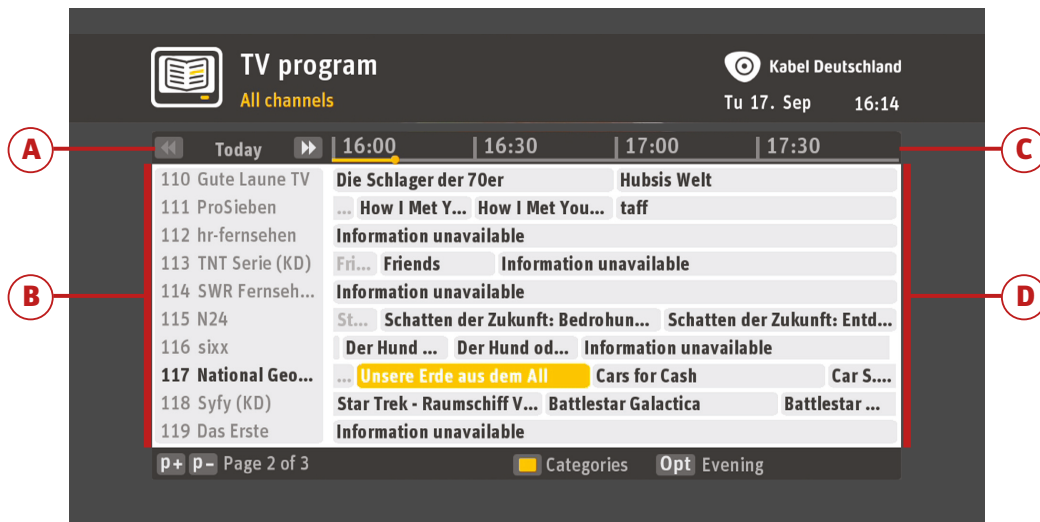 TV program
All channels
Kabel Deutschland
Tu 17. Sep 16:14
A
Today 16:00 16:30 17:00 17:30
C
110 Gute Laune TV Die Schlager der 70er Hubsis Welt
111 ProSieben ... How I Met Y... How I Met You... taff
112 hr-fernsehen Information unavailable
113 TNT Serie (KD) Fri... Friends Information unavailable
B
114 SWR Fernseh... Information unavailable
D
115 N24 St... Schatten der Zukunft: Bedrohun... Schatten der Zukunft: Entd...
116 sixx Der Hund ... Der Hund od... Information unavailable
117 National Geo... ... Unsere Erde aus dem All Cars for Cash Car S....
118 Syfy (KD) Star Trek - Raumschiff V... Battlestar Galactica Battlestar ...
119 Das Erste Information unavailable
p+ p- Page 2 of 3 Categories Opt Evening